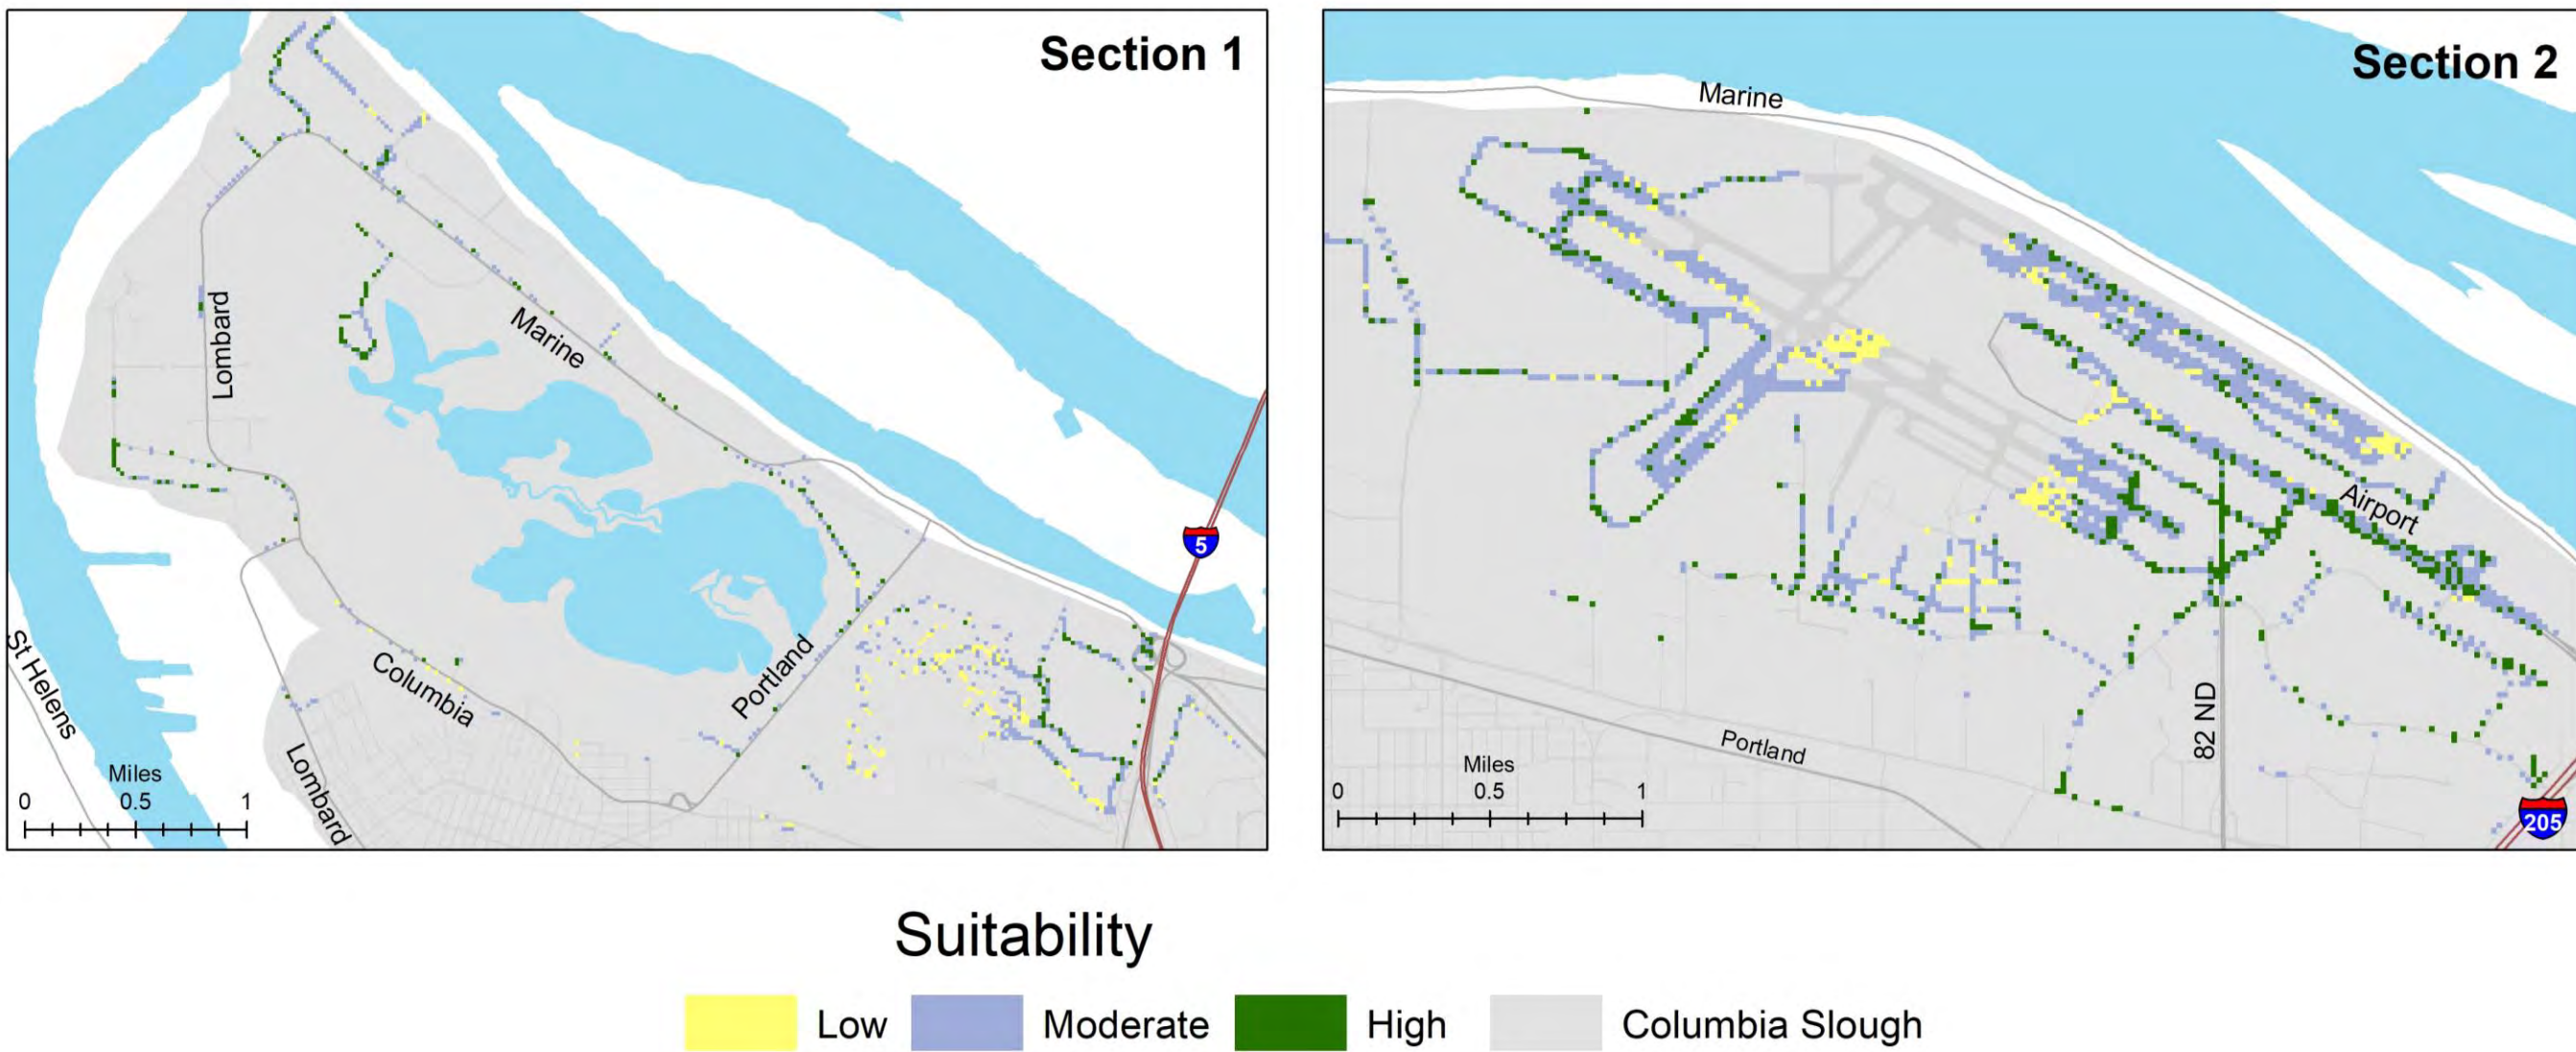 Section 1
Lombard
Marine
Portland
Columbia
St Helens
Lombard
5
Miles
0 0.5 1
Section 2
Marine
Airport
82 ND
Portland
205
Miles
0 0.5 1
Suitability
Low
Moderate
High
Columbia Slough